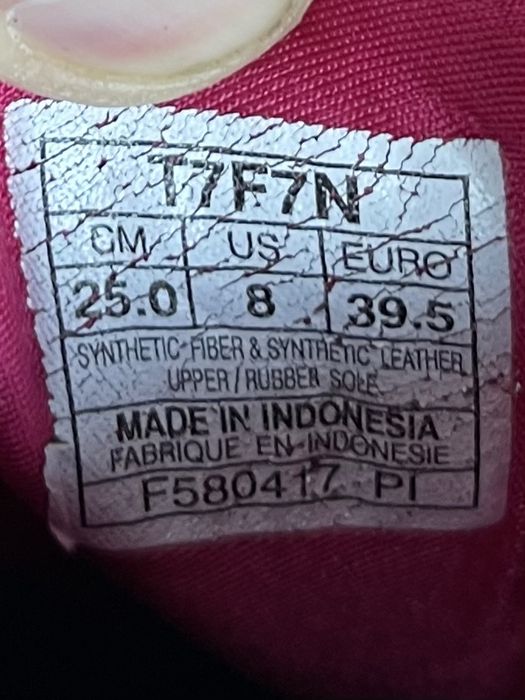 T7F7N
CM US EURO
25.0 8 39.5
SYNTHETIC FIBER & SYNTHETIC LEATHER
UPPER / RUBBER SOLE
MADE IN INDONESIA
FABRIQUE EN INDONESIE
F580417 PI